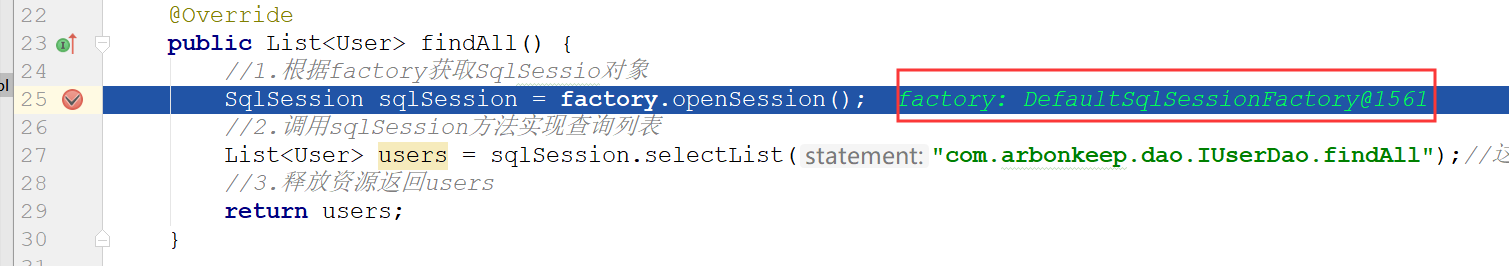 22 @Override
23 public List<User> findAll() {
24 //1.根据factory获取SqlSessio对象
25 SqlSession sqlSession = factory.openSession(); factory: DefaultSqlSessionFactory@1561
26 //2.调用sqlSession方法实现查询列表
27 List<User> users = sqlSession.selectList( statement: "com.arbonkeep.dao.IUserDao.findAll");//这
28 //3.释放资源返回users
29 return users;
30 }